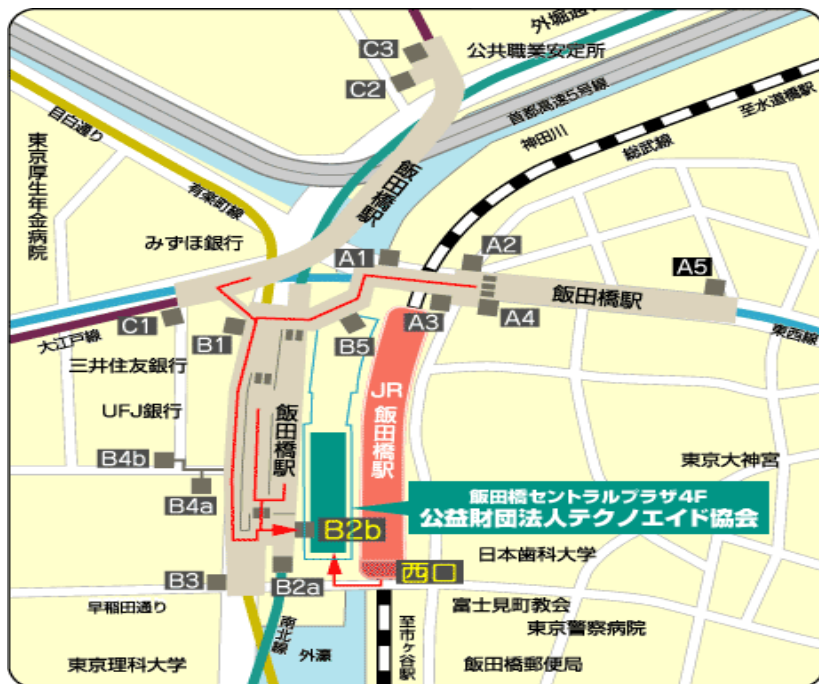 外堀通り
C3
公共職業安定所
C2
首都高速5号線
至水道橋駅
神田川
総武線
目白通り
東京厚生年金病院
有楽町線
飯田橋駅
みずほ銀行
A1
A2
A5
飯田橋駅
C1
A3
A4
大江戸線
B1
B5
東西線
三井住友銀行
JR飯田橋駅
UFJ銀行
飯田橋駅
B4b
東京大神宮
B4a
飯田橋セントラルプラザ4F
公益財団法人テクノエイド協会
B2b
日本歯科大学
西口
B3
B2a
早稲田通り
富士見町教会
南北線
至市ヶ谷駅
東京警察病院
外濠
東京理科大学
飯田橋郵便局